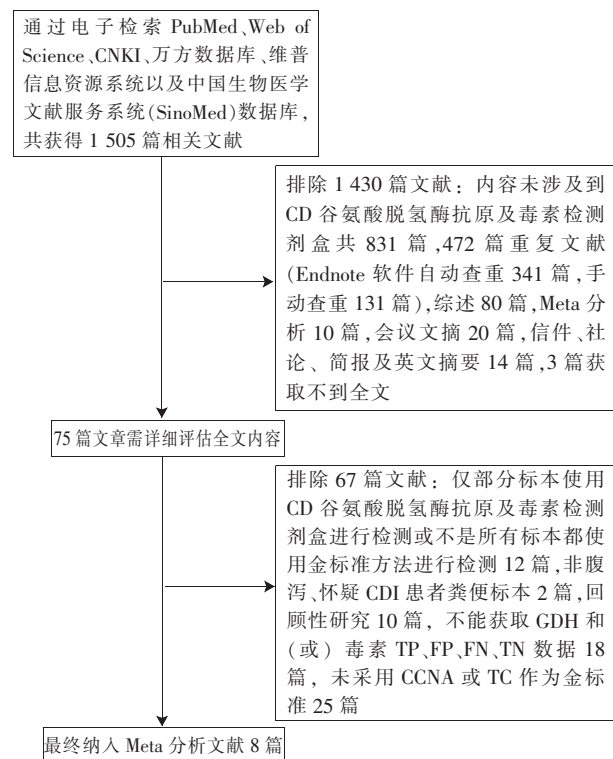 通过电子检索 PubMed、Web of
Science、CNKI、万方数据库、维普
信息资源系统以及中国生物医学
文献服务系统(SinoMed)数据库，
共获得 1 505 篇相关文献
排除 1 430 篇文献：内容未涉及到
CD 谷氨酸脱氢酶抗原及毒素检测
剂盒共 831 篇,472 篇重复文献
(Endnote 软件自动查重 341 篇,手
动查重 131 篇),综述 80 篇,Meta 分
析 10 篇,会议文摘 20 篇,信件、社
论、简报及英文摘要 14 篇,3 篇获
取不到全文
75 篇文章需详细评估全文内容
排除 67 篇文献：仅部分标本使用
CD 谷氨酸脱氢酶抗原及毒素检测
剂盒进行检测或不是所有标本都使
用金标准方法进行检测 12 篇,非腹
泻、怀疑 CDI 患者粪便标本 2 篇,回
顾性研究 10 篇，不能获取 GDH 和
(或) 毒素 TP、FP、FN、TN 数据 18
篇，未采用 CCNA 或 TC 作为金标
准 25 篇
最终纳入 Meta 分析文献 8 篇